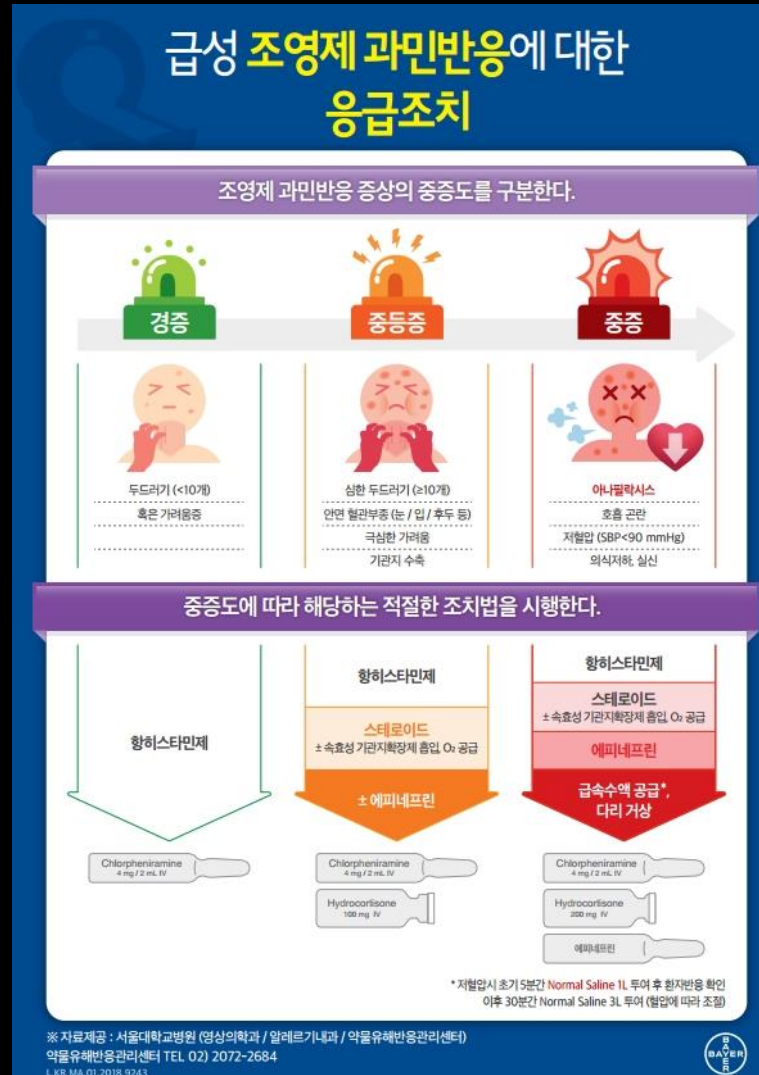 급성 조영제 과민반응에 대한
응급조치
조영제 과민반응 증상의 중증도를 구분한다.
경증
중등증
중증
두드러기 (<10개)
혹은 가려움증
심한 두드러기 (≥10개)
안면 혈관부종 (눈 / 입 / 후두 등)
극심한 가려움
기관지 수축
아나필락시스
호흡 곤란
저혈압 (SBP<90 mmHg)
의식저하, 실신
중증도에 따라 해당하는 적절한 조치법을 시행한다.
항히스타민제
Chlorpheniramine
4 mg / 2 mL IV
항히스타민제
스테로이드
± 속효성 기관지확장제 흡입, O₂ 공급
± 에피네프린
Chlorpheniramine
4 mg / 2 mL IV
Hydrocortisone
100 mg IV
항히스타민제
스테로이드
± 속효성 기관지확장제 흡입, O₂ 공급
에피네프린
급속수액 공급*,
다리 거상
Chlorpheniramine
4 mg / 2 mL IV
Hydrocortisone
200 mg IV
에피네프린
* 저혈압시 초기 5분간 Normal Saline 1L 투여 후 환자반응 확인
이후 30분간 Normal Saline 3L 투여 (혈압에 따라 조절)
※ 자료제공 : 서울대학교병원 (영상의학과 / 알레르기내과 / 약물유해반응관리센터)
약물유해반응관리센터 TEL 02) 2072-2684
L.KR.MA.01.2018.9243
BAYER